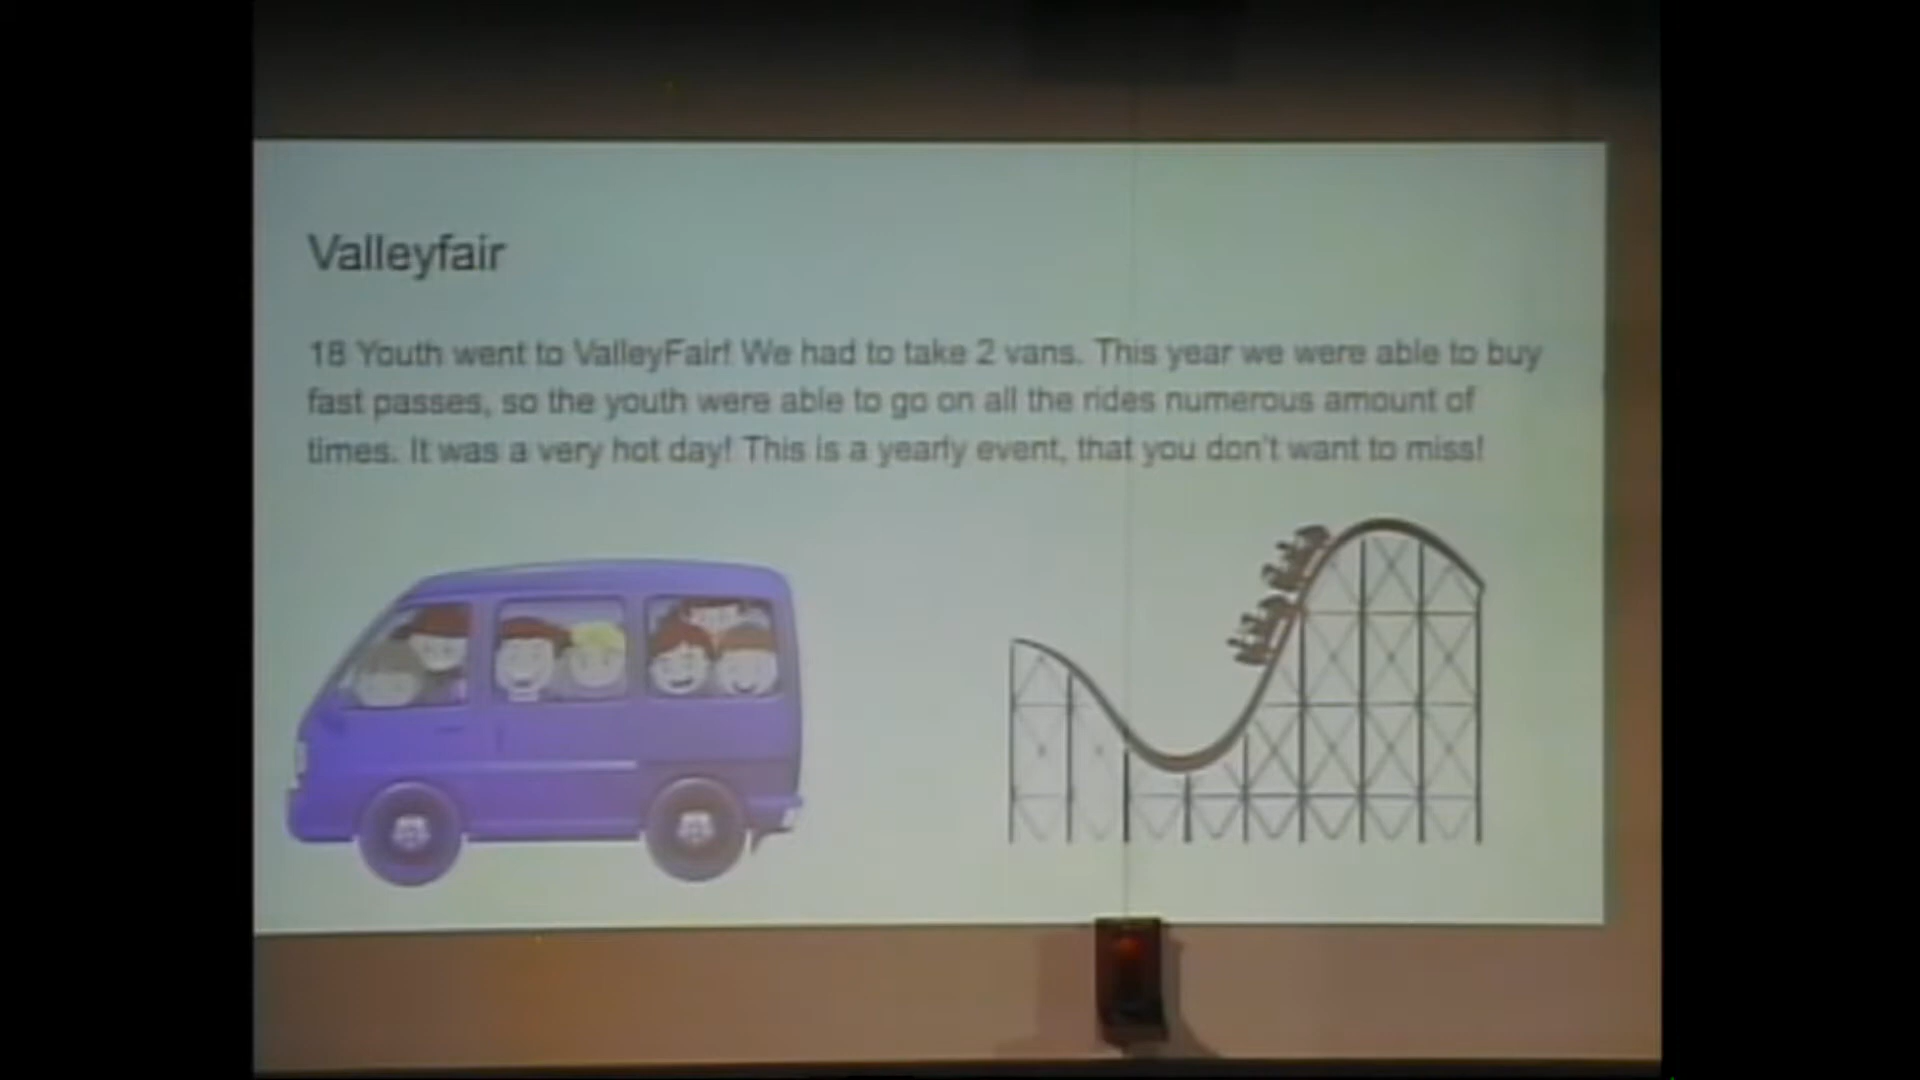 Valleyfair
18 Youth went to ValleyFair! We had to take 2 vans. This year we were able to buy
fast passes, so the youth were able to go on all the rides numerous amount of
times. It was a very hot day! This is a yearly event, that you don't want to miss!